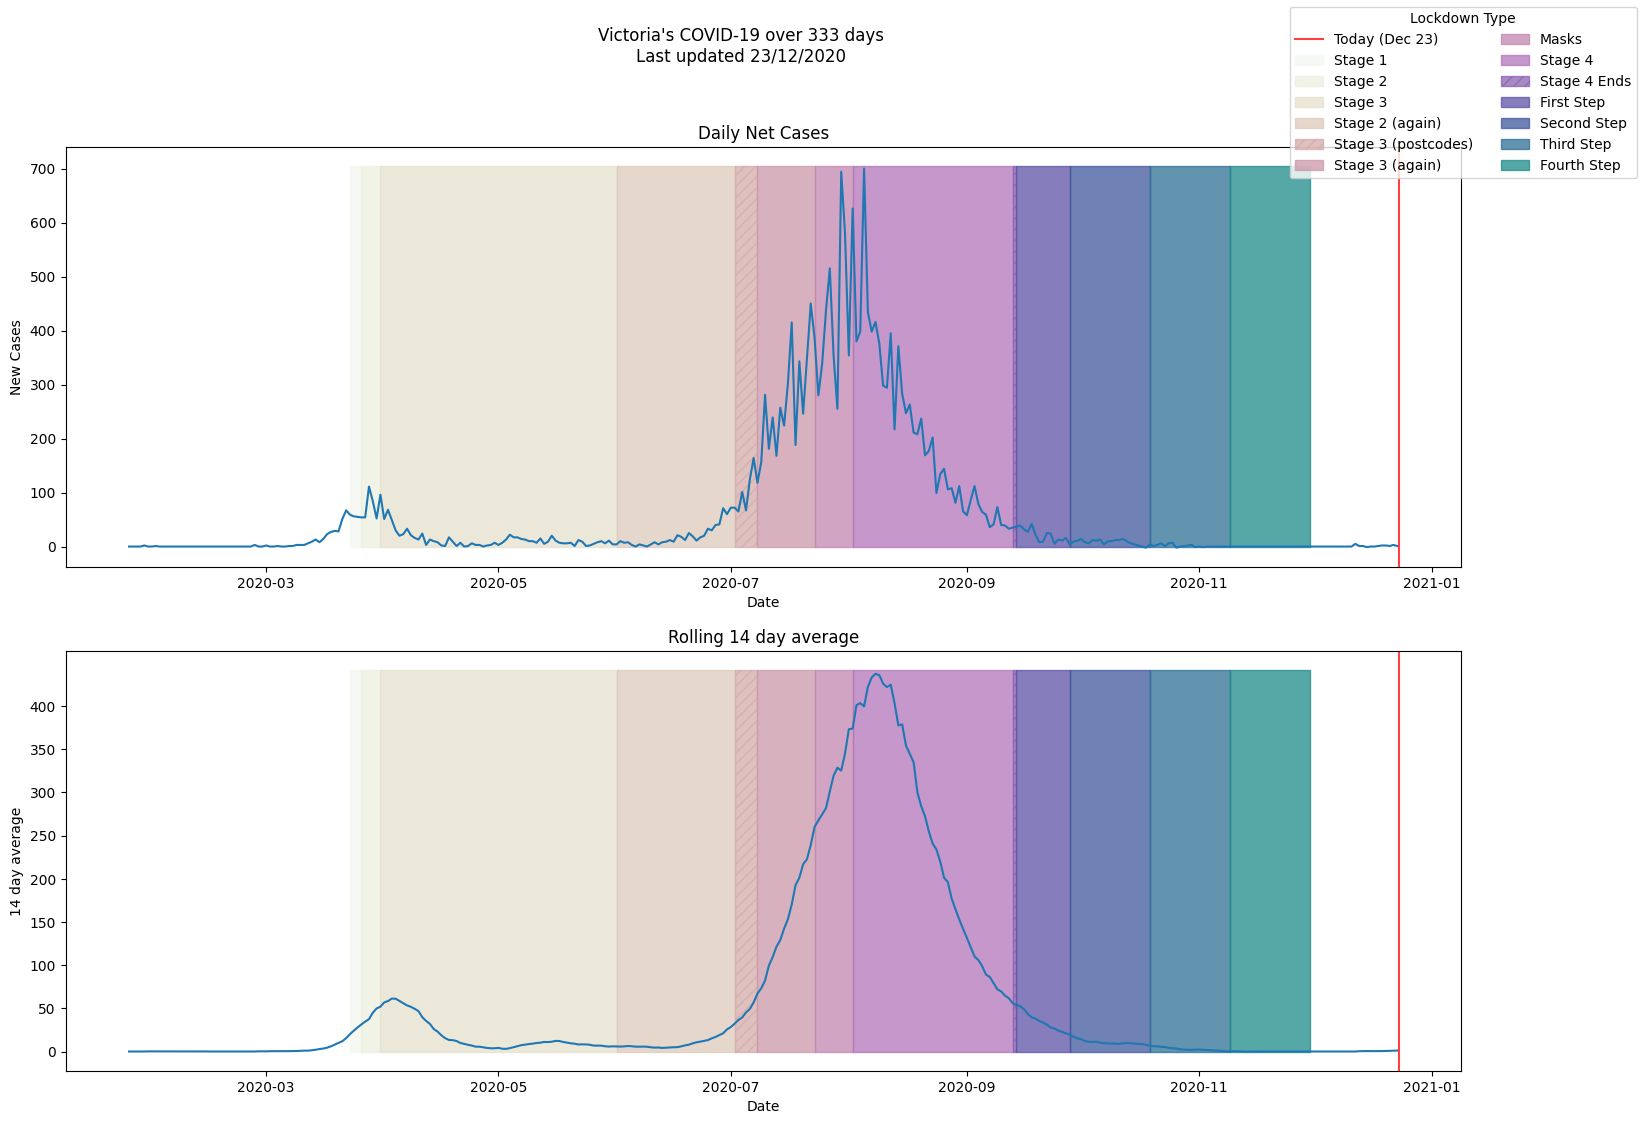 Victoria's COVID-19 over 333 days
Last updated 23/12/2020
Lockdown Type
Today (Dec 23)
Stage 1
Stage 2
Stage 3
Stage 2 (again)
Stage 3 (postcodes)
Stage 3 (again)
Masks
Stage 4
Stage 4 Ends
First Step
Second Step
Third Step
Fourth Step
Daily Net Cases
New Cases
700
600
500
400
300
200
100
0
2020-03
2020-05
2020-07
2020-09
2020-11
2021-01
Date
Rolling 14 day average
14 day average
400
350
300
250
200
150
100
50
0
2020-03
2020-05
2020-07
2020-09
2020-11
2021-01
Date